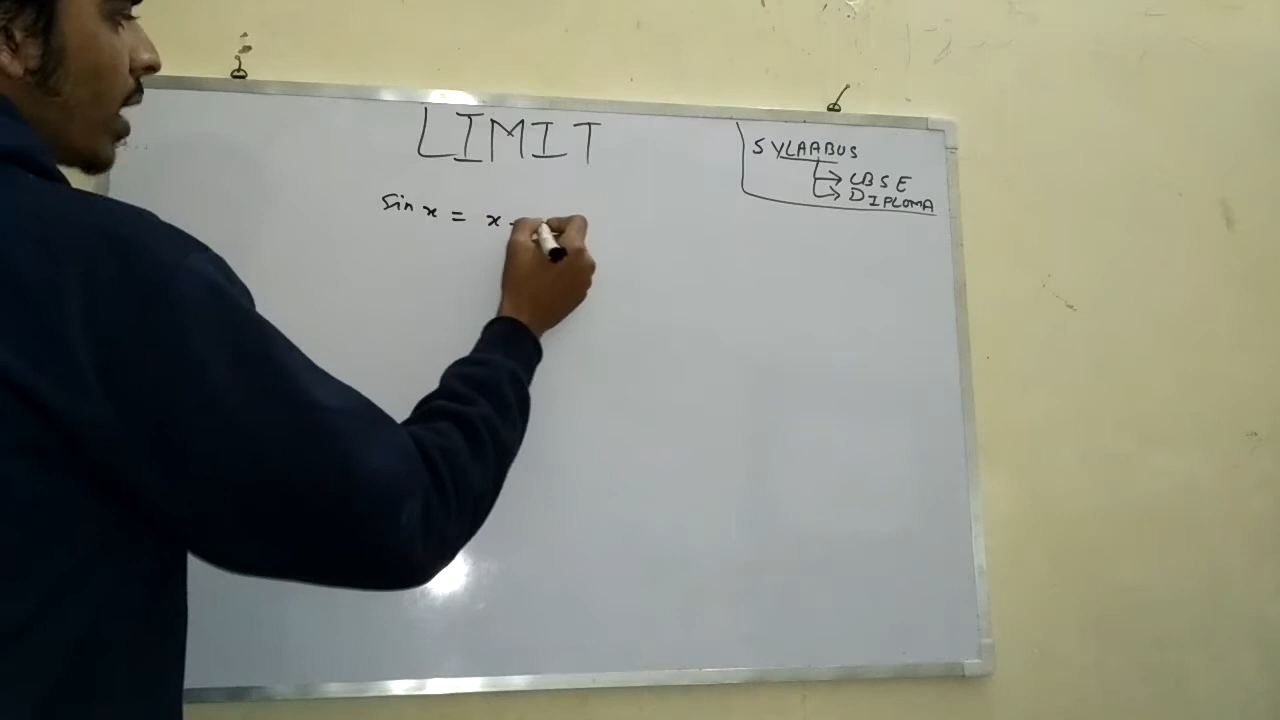 LIMIT
SYLAABUS
CBSE
DIPLOMA
sin x = x -